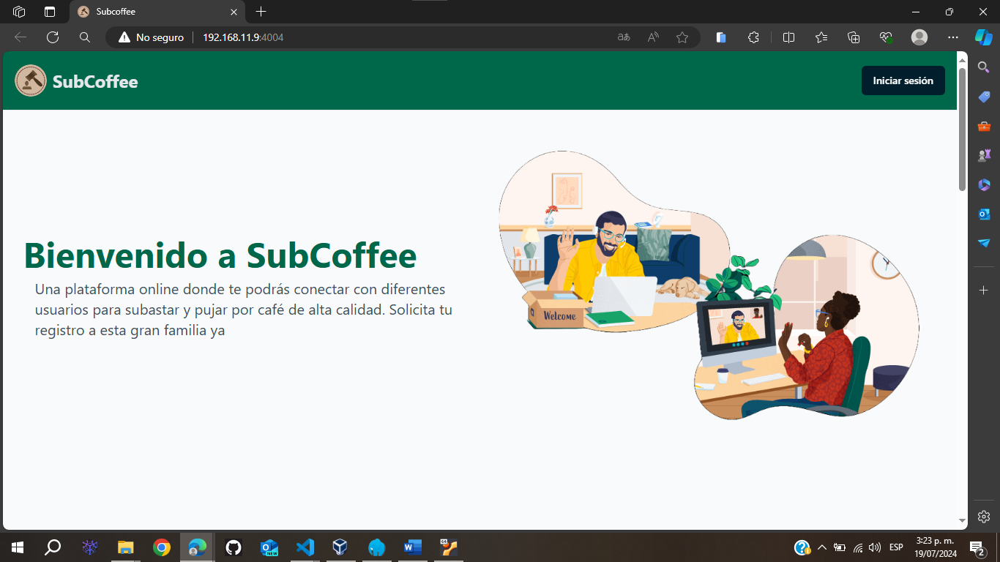 Subcoffee
No seguro
192.168.11.9:4004
SubCoffee
Iniciar sesión
Bienvenido a SubCoffee
Una plataforma online donde te podrás conectar con diferentes
usuarios para subastar y pujar por café de alta calidad. Solicita tu
registro a esta gran familia ya
Welcome
NEW
ESP
3:23 p. m.
19/07/2024
2